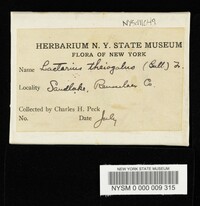 HERBARIUM N. Y. STATE MUSEUM
FLORA OF NEW YORK
Name Lactarius theiogalus (Bull) Fr.
Locality Sandlake, Rensselaer Co.
Collected by Charles H. Peck
No. Date July
NEW YORK STATE MUSEUM
NYSM 0 000 009 315